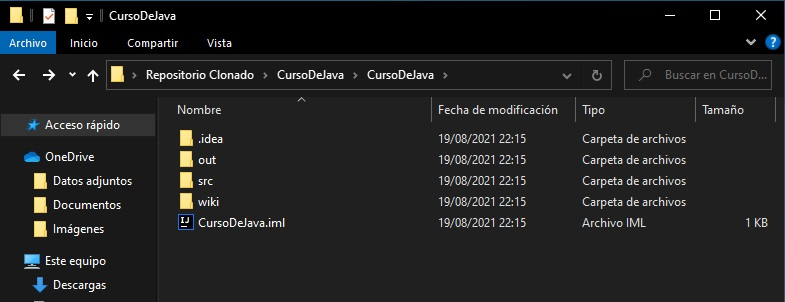 CursoDeJava
Archivo Inicio Compartir Vista
Repositorio Clonado CursoDeJava CursoDeJava Buscar en CursoD...
Nombre Fecha de modificación Tipo Tamaño
Acceso rápido
OneDrive
Datos adjuntos
Documentos
Imágenes
Este equipo
Descargas
.idea 19/08/2021 22:15 Carpeta de archivos
out 19/08/2021 22:15 Carpeta de archivos
src 19/08/2021 22:15 Carpeta de archivos
wiki 19/08/2021 22:15 Carpeta de archivos
CursoDeJava.iml 19/08/2021 22:15 Archivo IML 1 KB